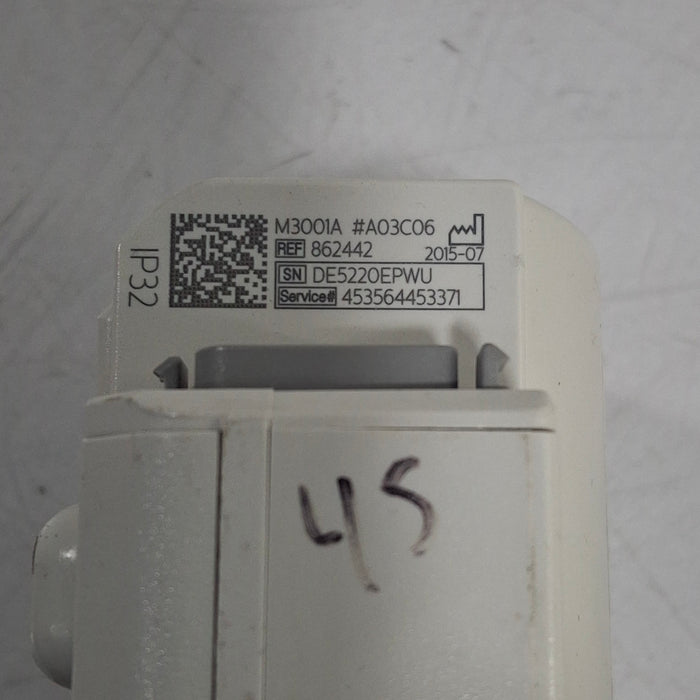 M3001A #A03C06
REF 862442 2015-07
SN DE5220EPWU
Service# 453564453371
IP32
45